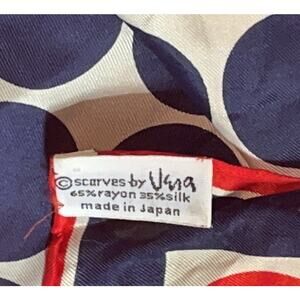 ©scarves by Vera
65%rayon 35%silk
made in Japan